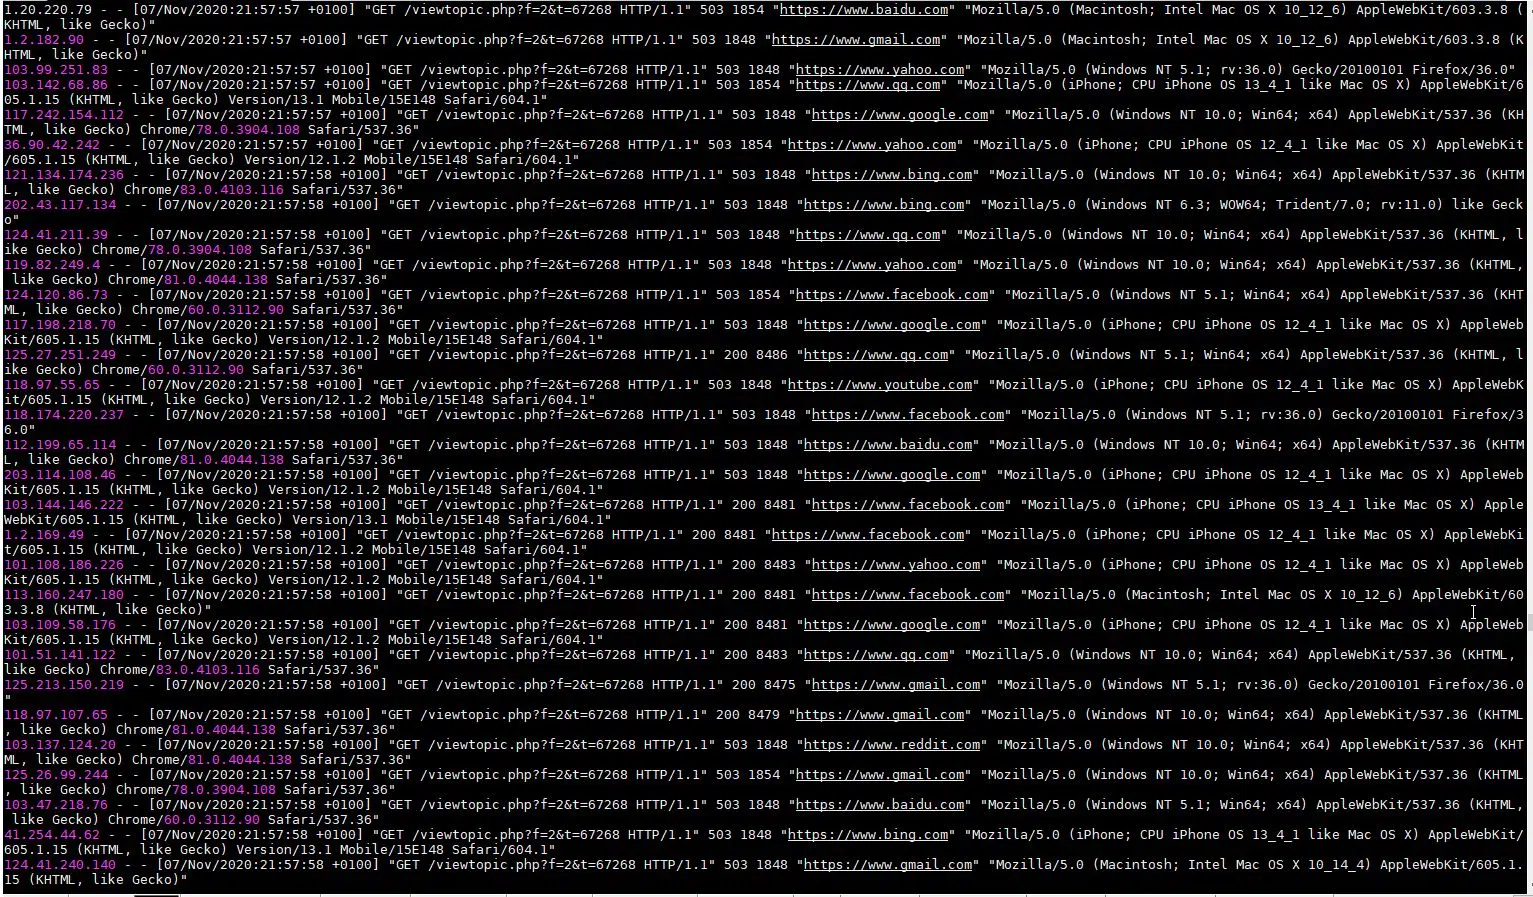 1.20.220.79 - - [07/Nov/2020:21:57:57 +0100] "GET /viewtopic.php?f=2&t=67268 HTTP/1.1" 503 1854 "https://www.baidu.com" "Mozilla/5.0 (Macintosh; Intel Mac OS X 10_12_6) AppleWebKit/603.3.8 (
KHTML, like Gecko)"
1.2.182.90 - - [07/Nov/2020:21:57:57 +0100] "GET /viewtopic.php?f=2&t=67268 HTTP/1.1" 503 1848 "https://www.gmail.com" "Mozilla/5.0 (Macintosh; Intel Mac OS X 10_12_6) AppleWebKit/603.3.8 (K
HTML, like Gecko)"
103.99.251.83 - - [07/Nov/2020:21:57:57 +0100] "GET /viewtopic.php?f=2&t=67268 HTTP/1.1" 503 1848 "https://www.yahoo.com" "Mozilla/5.0 (Windows NT 5.1; rv:36.0) Gecko/20100101 Firefox/36.0"
103.142.68.86 - - [07/Nov/2020:21:57:57 +0100] "GET /viewtopic.php?f=2&t=67268 HTTP/1.1" 503 1854 "https://www.qq.com" "Mozilla/5.0 (iPhone; CPU iPhone OS 13_4_1 like Mac OS X) AppleWebKit/6
05.1.15 (KHTML, like Gecko) Version/13.1 Mobile/15E148 Safari/604.1"
117.242.154.112 - - [07/Nov/2020:21:57:57 +0100] "GET /viewtopic.php?f=2&t=67268 HTTP/1.1" 503 1848 "https://www.google.com" "Mozilla/5.0 (Windows NT 10.0; Win64; x64) AppleWebKit/537.36 (KH
TML, like Gecko) Chrome/78.0.3904.108 Safari/537.36"
36.90.42.242 - - [07/Nov/2020:21:57:57 +0100] "GET /viewtopic.php?f=2&t=67268 HTTP/1.1" 503 1854 "https://www.yahoo.com" "Mozilla/5.0 (iPhone; CPU iPhone OS 12_4_1 like Mac OS X) AppleWebKit
/605.1.15 (KHTML, like Gecko) Version/12.1.2 Mobile/15E148 Safari/604.1"
121.134.174.236 - - [07/Nov/2020:21:57:58 +0100] "GET /viewtopic.php?f=2&t=67268 HTTP/1.1" 503 1848 "https://www.bing.com" "Mozilla/5.0 (Windows NT 10.0; Win64; x64) AppleWebKit/537.36 (KHTM
L, like Gecko) Chrome/83.0.4103.116 Safari/537.36"
202.43.117.134 - - [07/Nov/2020:21:57:58 +0100] "GET /viewtopic.php?f=2&t=67268 HTTP/1.1" 503 1848 "https://www.bing.com" "Mozilla/5.0 (Windows NT 6.3; WOW64; Trident/7.0; rv:11.0) like Geck
o"
124.41.211.39 - - [07/Nov/2020:21:57:58 +0100] "GET /viewtopic.php?f=2&t=67268 HTTP/1.1" 503 1848 "https://www.qq.com" "Mozilla/5.0 (Windows NT 10.0; Win64; x64) AppleWebKit/537.36 (KHTML, l
ike Gecko) Chrome/78.0.3904.108 Safari/537.36"
119.82.249.4 - - [07/Nov/2020:21:57:58 +0100] "GET /viewtopic.php?f=2&t=67268 HTTP/1.1" 503 1848 "https://www.yahoo.com" "Mozilla/5.0 (Windows NT 10.0; Win64; x64) AppleWebKit/537.36 (KHTML,
 like Gecko) Chrome/81.0.4044.138 Safari/537.36"
124.120.86.73 - - [07/Nov/2020:21:57:58 +0100] "GET /viewtopic.php?f=2&t=67268 HTTP/1.1" 503 1854 "https://www.facebook.com" "Mozilla/5.0 (Windows NT 5.1; Win64; x64) AppleWebKit/537.36 (KHT
ML, like Gecko) Chrome/60.0.3112.90 Safari/537.36"
117.198.218.70 - - [07/Nov/2020:21:57:58 +0100] "GET /viewtopic.php?f=2&t=67268 HTTP/1.1" 503 1848 "https://www.google.com" "Mozilla/5.0 (iPhone; CPU iPhone OS 12_4_1 like Mac OS X) AppleWeb
Kit/605.1.15 (KHTML, like Gecko) Version/12.1.2 Mobile/15E148 Safari/604.1"
125.27.251.249 - - [07/Nov/2020:21:57:58 +0100] "GET /viewtopic.php?f=2&t=67268 HTTP/1.1" 200 8486 "https://www.qq.com" "Mozilla/5.0 (Windows NT 5.1; Win64; x64) AppleWebKit/537.36 (KHTML, l
ike Gecko) Chrome/60.0.3112.90 Safari/537.36"
118.97.55.65 - - [07/Nov/2020:21:57:58 +0100] "GET /viewtopic.php?f=2&t=67268 HTTP/1.1" 503 1848 "https://www.youtube.com" "Mozilla/5.0 (iPhone; CPU iPhone OS 12_4_1 like Mac OS X) AppleWebK
it/605.1.15 (KHTML, like Gecko) Version/12.1.2 Mobile/15E148 Safari/604.1"
118.174.220.237 - - [07/Nov/2020:21:57:58 +0100] "GET /viewtopic.php?f=2&t=67268 HTTP/1.1" 503 1848 "https://www.facebook.com" "Mozilla/5.0 (Windows NT 5.1; rv:36.0) Gecko/20100101 Firefox/3
6.0"
112.199.65.114 - - [07/Nov/2020:21:57:58 +0100] "GET /viewtopic.php?f=2&t=67268 HTTP/1.1" 503 1848 "https://www.baidu.com" "Mozilla/5.0 (Windows NT 10.0; Win64; x64) AppleWebKit/537.36 (KHTM
L, like Gecko) Chrome/81.0.4044.138 Safari/537.36"
203.114.108.46 - - [07/Nov/2020:21:57:58 +0100] "GET /viewtopic.php?f=2&t=67268 HTTP/1.1" 503 1848 "https://www.google.com" "Mozilla/5.0 (iPhone; CPU iPhone OS 12_4_1 like Mac OS X) AppleWeb
Kit/605.1.15 (KHTML, like Gecko) Version/12.1.2 Mobile/15E148 Safari/604.1"
103.144.146.222 - - [07/Nov/2020:21:57:58 +0100] "GET /viewtopic.php?f=2&t=67268 HTTP/1.1" 200 8481 "https://www.facebook.com" "Mozilla/5.0 (iPhone; CPU iPhone OS 13_4_1 like Mac OS X) Apple
WebKit/605.1.15 (KHTML, like Gecko) Version/13.1 Mobile/15E148 Safari/604.1"
1.2.169.49 - - [07/Nov/2020:21:57:58 +0100] "GET /viewtopic.php?f=2&t=67268 HTTP/1.1" 200 8481 "https://www.facebook.com" "Mozilla/5.0 (iPhone; CPU iPhone OS 12_4_1 like Mac OS X) AppleWebKi
t/605.1.15 (KHTML, like Gecko) Version/12.1.2 Mobile/15E148 Safari/604.1"
101.108.186.226 - - [07/Nov/2020:21:57:58 +0100] "GET /viewtopic.php?f=2&t=67268 HTTP/1.1" 200 8483 "https://www.yahoo.com" "Mozilla/5.0 (iPhone; CPU iPhone OS 12_4_1 like Mac OS X) AppleWeb
Kit/605.1.15 (KHTML, like Gecko) Version/12.1.2 Mobile/15E148 Safari/604.1"
113.160.247.180 - - [07/Nov/2020:21:57:58 +0100] "GET /viewtopic.php?f=2&t=67268 HTTP/1.1" 200 8481 "https://www.facebook.com" "Mozilla/5.0 (Macintosh; Intel Mac OS X 10_12_6) AppleWebKit/60
3.3.8 (KHTML, like Gecko)"
103.109.58.176 - - [07/Nov/2020:21:57:58 +0100] "GET /viewtopic.php?f=2&t=67268 HTTP/1.1" 200 8481 "https://www.google.com" "Mozilla/5.0 (iPhone; CPU iPhone OS 12_4_1 like Mac OS X) AppleWeb
Kit/605.1.15 (KHTML, like Gecko) Version/12.1.2 Mobile/15E148 Safari/604.1"
101.51.141.122 - - [07/Nov/2020:21:57:58 +0100] "GET /viewtopic.php?f=2&t=67268 HTTP/1.1" 200 8483 "https://www.qq.com" "Mozilla/5.0 (Windows NT 10.0; Win64; x64) AppleWebKit/537.36 (KHTML,
like Gecko) Chrome/83.0.4103.116 Safari/537.36"
125.213.150.219 - - [07/Nov/2020:21:57:58 +0100] "GET /viewtopic.php?f=2&t=67268 HTTP/1.1" 200 8475 "https://www.gmail.com" "Mozilla/5.0 (Windows NT 5.1; rv:36.0) Gecko/20100101 Firefox/36.0
"
118.97.107.65 - - [07/Nov/2020:21:57:58 +0100] "GET /viewtopic.php?f=2&t=67268 HTTP/1.1" 200 8479 "https://www.gmail.com" "Mozilla/5.0 (Windows NT 10.0; Win64; x64) AppleWebKit/537.36 (KHTML
, like Gecko) Chrome/81.0.4044.138 Safari/537.36"
103.137.124.20 - - [07/Nov/2020:21:57:58 +0100] "GET /viewtopic.php?f=2&t=67268 HTTP/1.1" 503 1848 "https://www.reddit.com" "Mozilla/5.0 (Windows NT 10.0; Win64; x64) AppleWebKit/537.36 (KHT
ML, like Gecko) Chrome/81.0.4044.138 Safari/537.36"
125.26.99.244 - - [07/Nov/2020:21:57:58 +0100] "GET /viewtopic.php?f=2&t=67268 HTTP/1.1" 503 1854 "https://www.gmail.com" "Mozilla/5.0 (Windows NT 10.0; Win64; x64) AppleWebKit/537.36 (KHTML
, like Gecko) Chrome/78.0.3904.108 Safari/537.36"
103.47.218.76 - - [07/Nov/2020:21:57:58 +0100] "GET /viewtopic.php?f=2&t=67268 HTTP/1.1" 503 1848 "https://www.baidu.com" "Mozilla/5.0 (Windows NT 5.1; Win64; x64) AppleWebKit/537.36 (KHTML,
 like Gecko) Chrome/60.0.3112.90 Safari/537.36"
41.254.44.62 - - [07/Nov/2020:21:57:58 +0100] "GET /viewtopic.php?f=2&t=67268 HTTP/1.1" 503 1848 "https://www.bing.com" "Mozilla/5.0 (iPhone; CPU iPhone OS 13_4_1 like Mac OS X) AppleWebKit/
605.1.15 (KHTML, like Gecko) Version/13.1 Mobile/15E148 Safari/604.1"
124.41.240.140 - - [07/Nov/2020:21:57:58 +0100] "GET /viewtopic.php?f=2&t=67268 HTTP/1.1" 503 1848 "https://www.gmail.com" "Mozilla/5.0 (Macintosh; Intel Mac OS X 10_14_4) AppleWebKit/605.1.
15 (KHTML, like Gecko)"